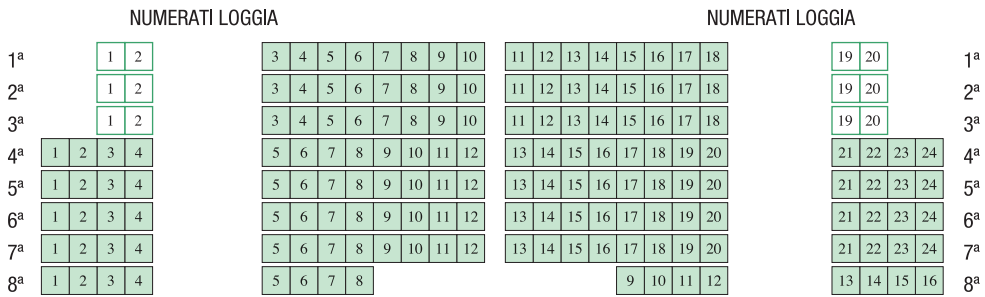 NUMERATI LOGGIA NUMERATI LOGGIA
1ª 1 2 3 4 5 6 7 8 9 10 11 12 13 14 15 16 17 18 19 20 1ª
2ª 1 2 3 4 5 6 7 8 9 10 11 12 13 14 15 16 17 18 19 20 2ª
3ª 1 2 3 4 5 6 7 8 9 10 11 12 13 14 15 16 17 18 19 20 3ª
4ª 1 2 3 4 5 6 7 8 9 10 11 12 13 14 15 16 17 18 19 20 21 22 23 24 4ª
5ª 1 2 3 4 5 6 7 8 9 10 11 12 13 14 15 16 17 18 19 20 21 22 23 24 5ª
6ª 1 2 3 4 5 6 7 8 9 10 11 12 13 14 15 16 17 18 19 20 21 22 23 24 6ª
7ª 1 2 3 4 5 6 7 8 9 10 11 12 13 14 15 16 17 18 19 20 21 22 23 24 7ª
8ª 1 2 3 4 5 6 7 8 9 10 11 12 13 14 15 16 8ª